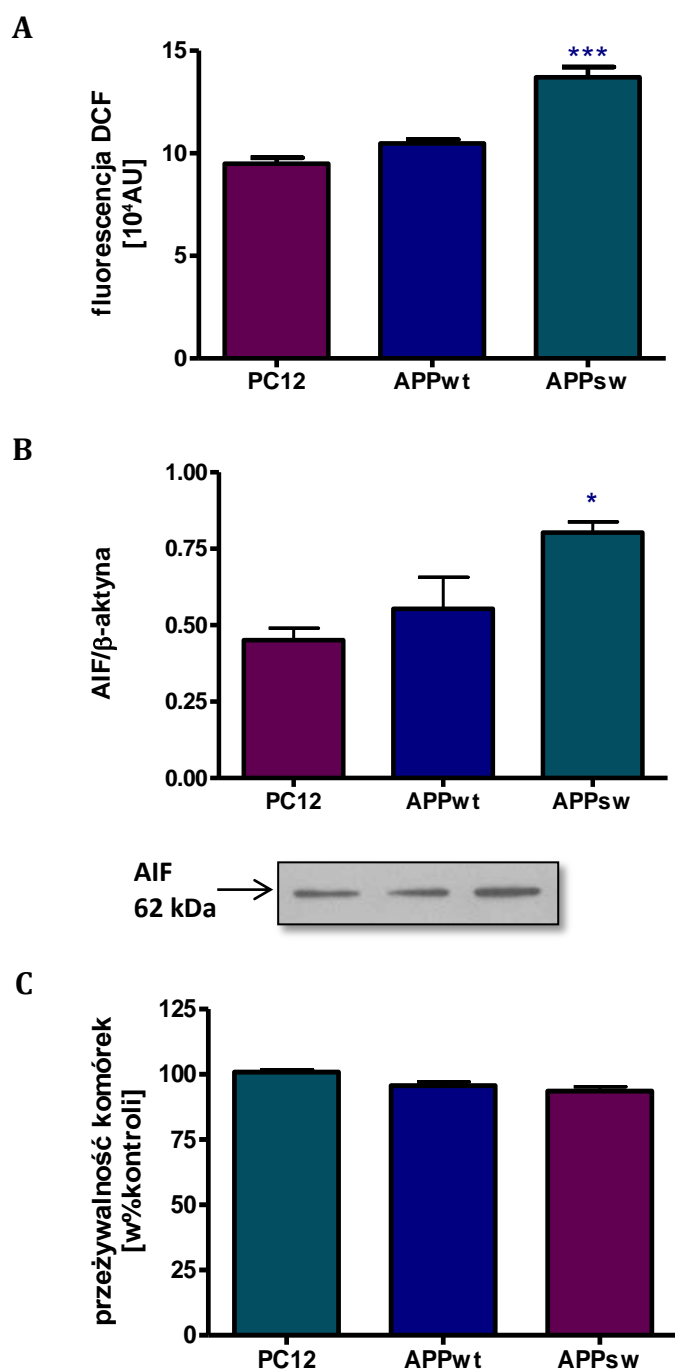 A
fluorescencja DCF
[10⁴AU]
15
10
5
0
***
PC12 APPwt APPsw
B
AIF/β-aktyna
1.00
0.75
0.50
0.25
0.00
*
PC12 APPwt APPsw
AIF
62 kDa
C
przeżywalność komórek
[w%kontroli]
125
100
75
50
25
0
PC12 APPwt APPsw